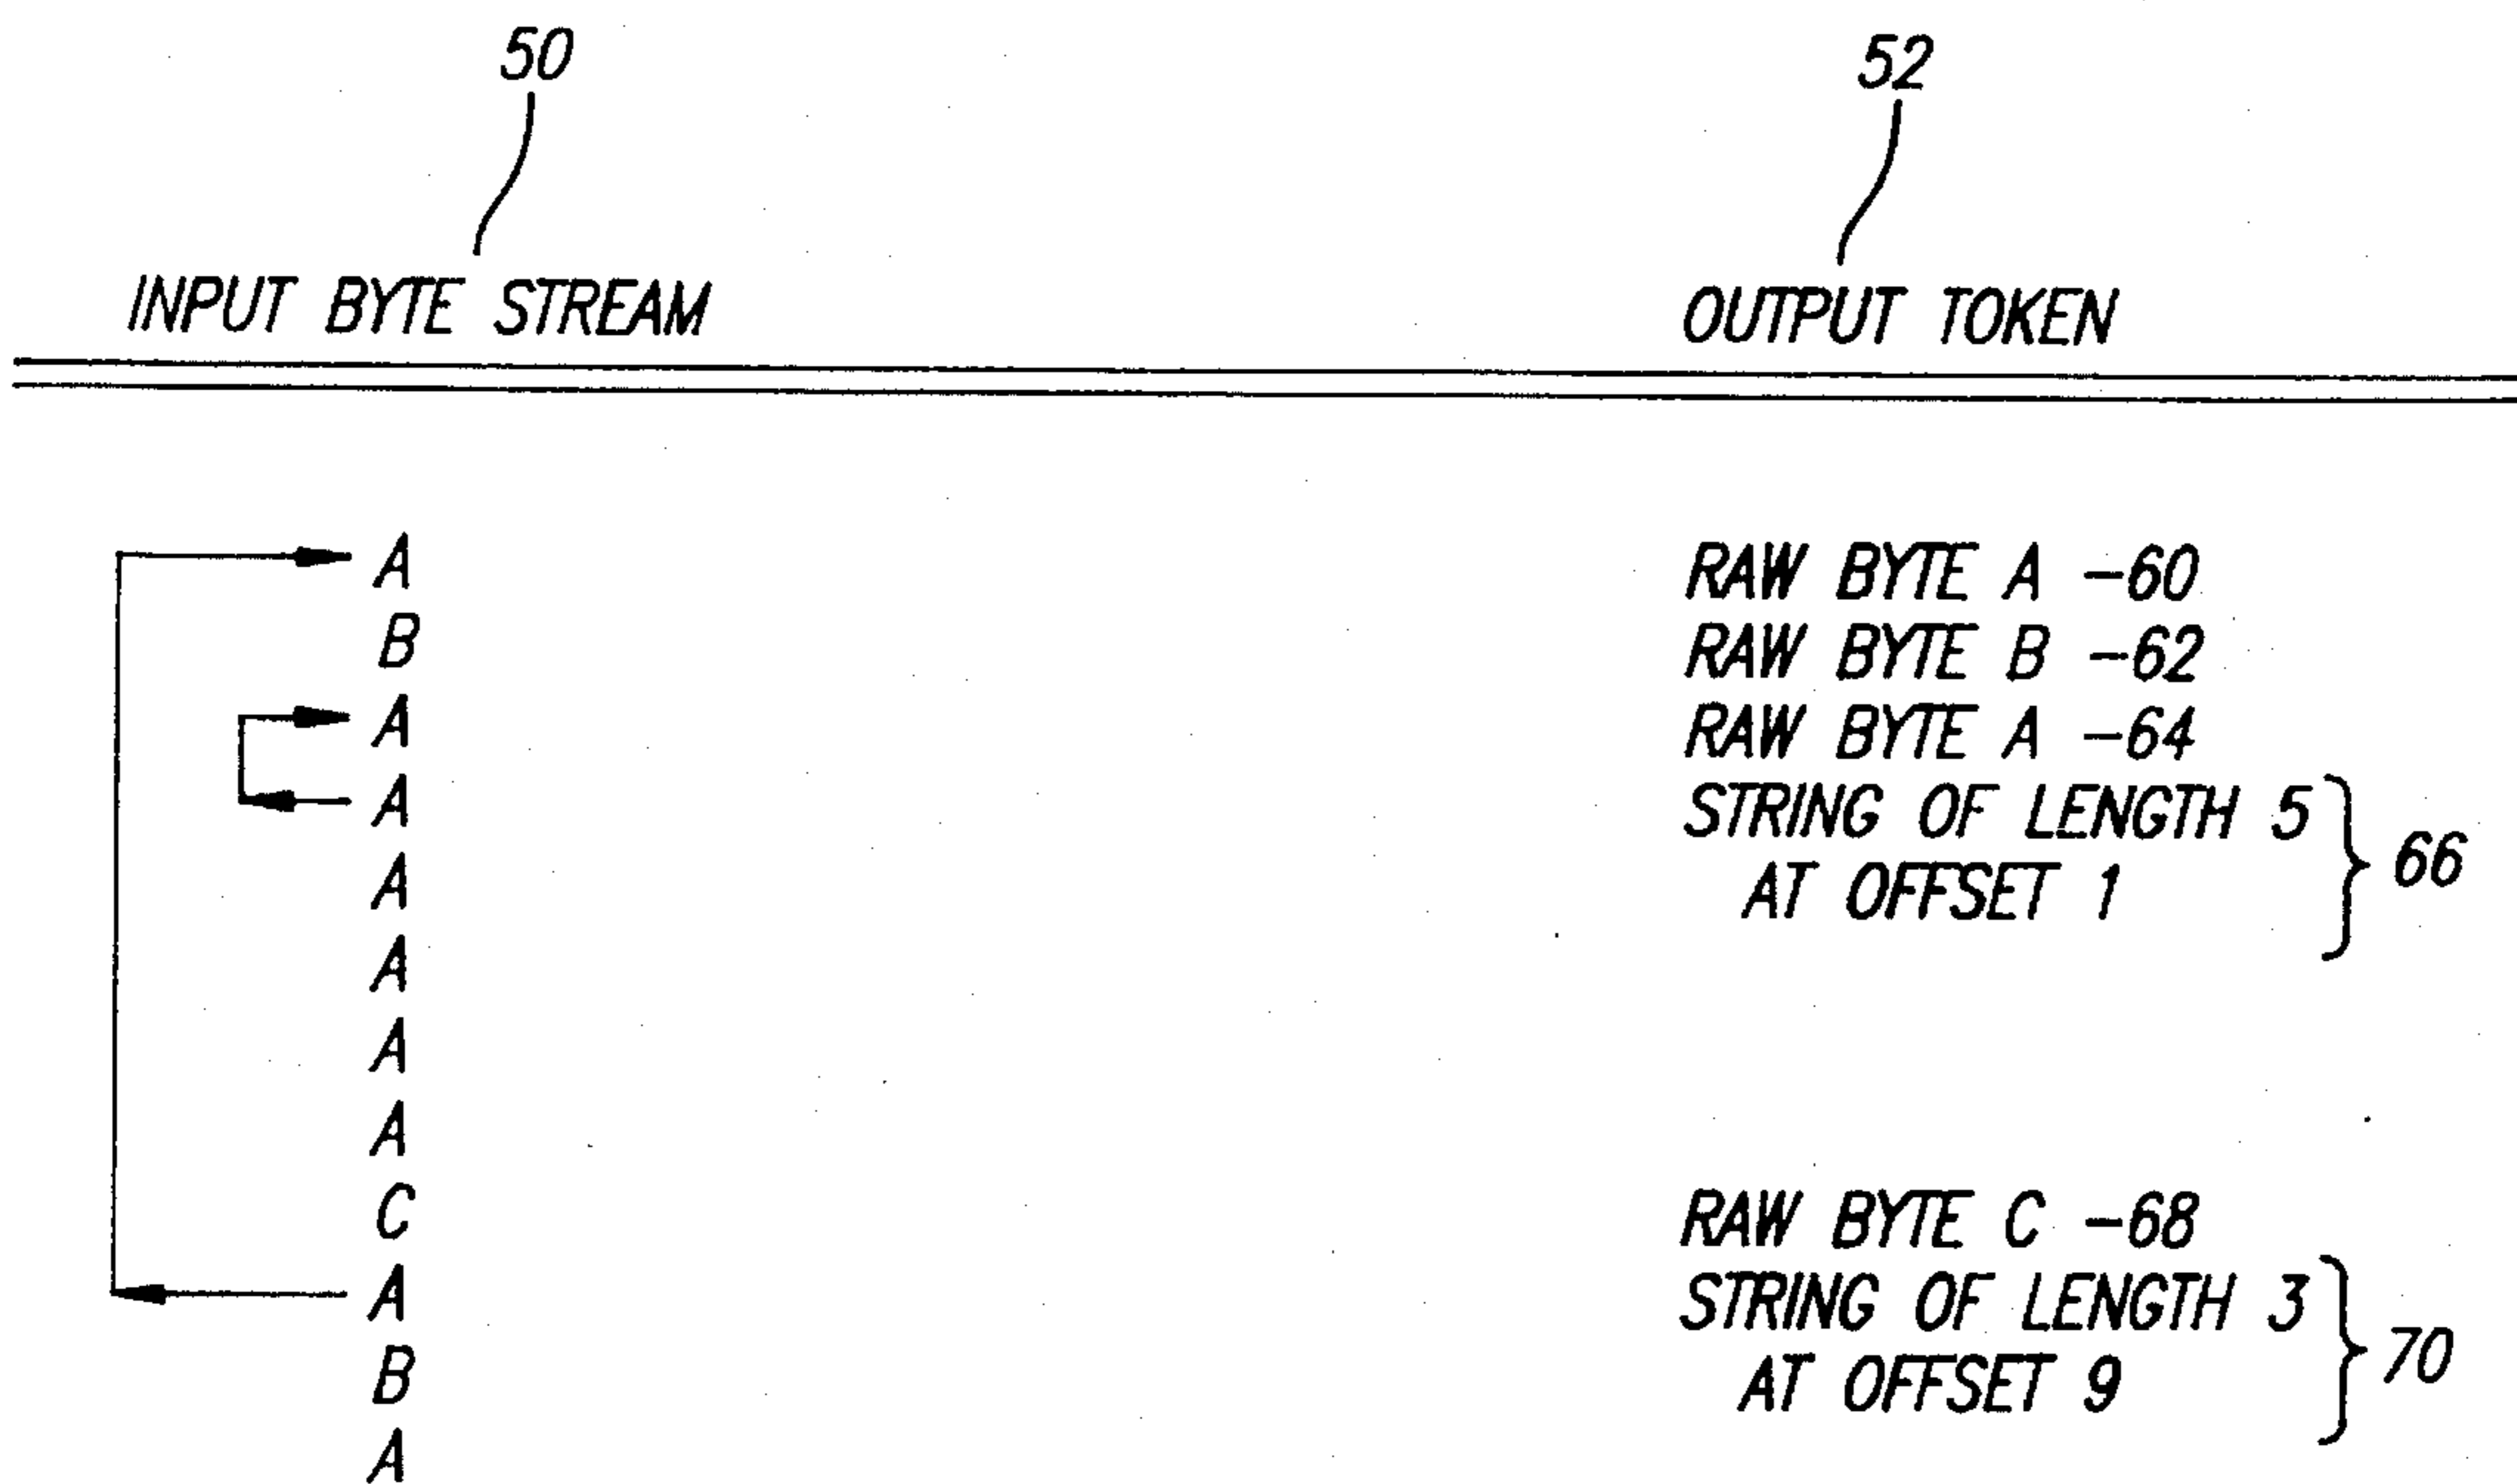 50 52
INPUT BYTE STREAM OUTPUT TOKEN
A RAW BYTE A -60
B RAW BYTE B -62
A RAW BYTE A -64
A STRING OF LENGTH 5
A AT OFFSET 1 66
A
A
A
C RAW BYTE C -68
A STRING OF LENGTH 3
B AT OFFSET 9 70
A